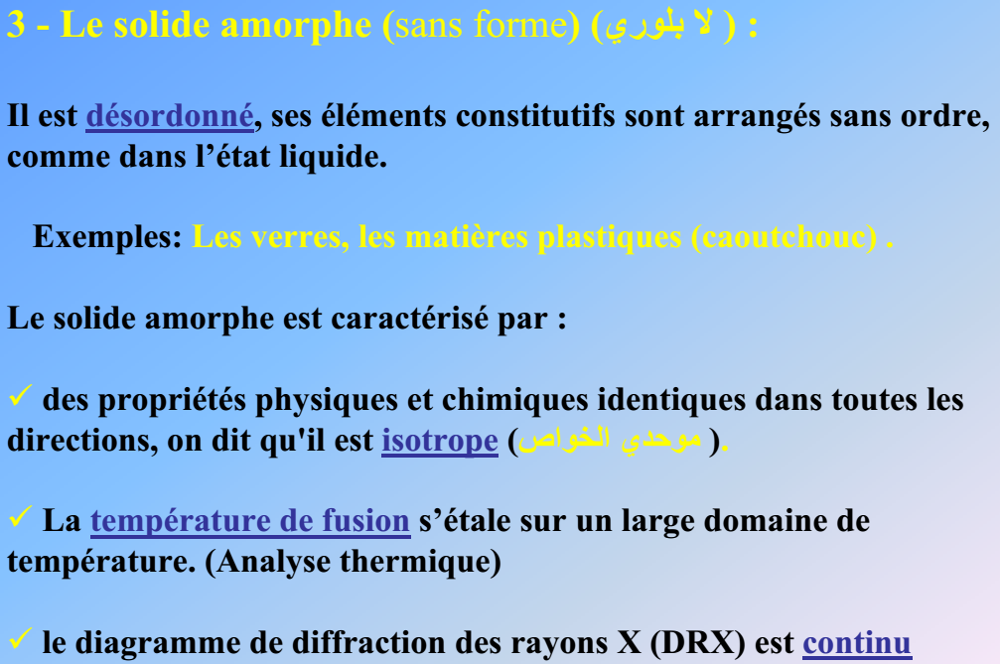 3 - Le solide amorphe (sans forme) (لا بلوري ) :
Il est désordonné, ses éléments constitutifs sont arrangés sans ordre,
comme dans l’état liquide.
Exemples: Les verres, les matières plastiques (caoutchouc) .
Le solide amorphe est caractérisé par :
✓ des propriétés physiques et chimiques identiques dans toutes les
directions, on dit qu'il est isotrope (موحدي الخواص ).
✓ La température de fusion s’étale sur un large domaine de
température. (Analyse thermique)
✓ le diagramme de diffraction des rayons X (DRX) est continu